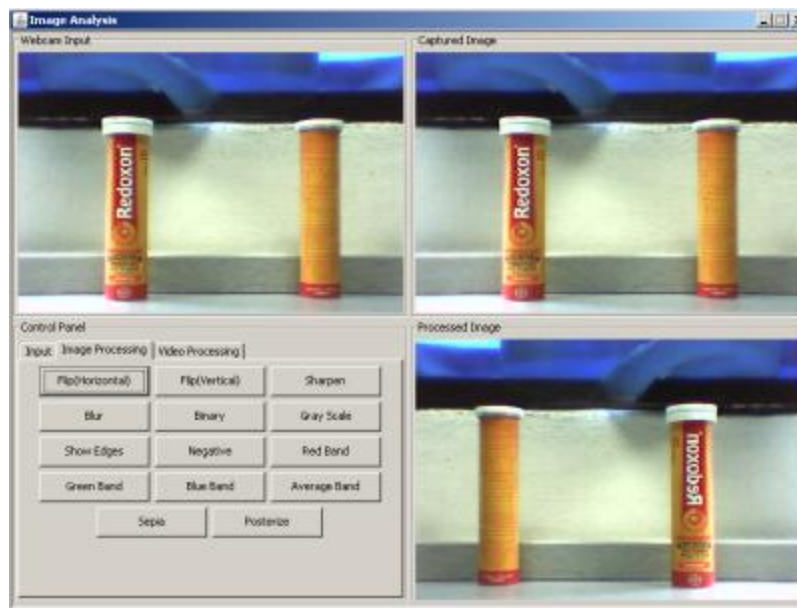 Image Analysis
Webcam Input
Captured Image
Redoxon
Redoxon
Control Panel
Processed Image
Input Image Processing Video Processing
Flip(Horizontal) Flip(Vertical) Sharpen
Blur Binary Gray Scale
Show Edges Negative Red Band
Green Band Blue Band Average Band
Sepia Posterize
Redoxon